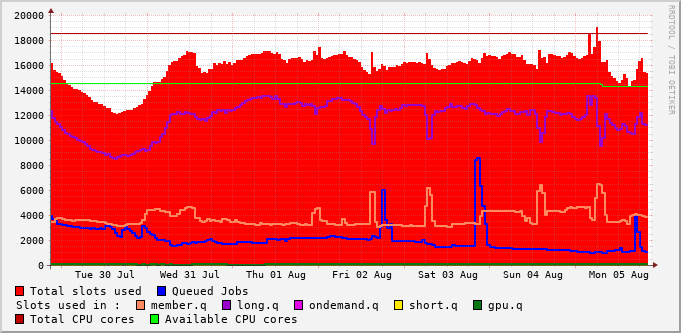 20000
18000
16000
14000
12000
10000
8000
6000
4000
2000
0
Tue 30 Jul Wed 31 Jul Thu 01 Aug Fri 02 Aug Sat 03 Aug Sun 04 Aug Mon 05 Aug
Total slots used Queued Jobs
Slots used in : member.q long.q ondemand.q short.q gpu.q
Total CPU cores Available CPU cores
RRDTOOL / TOBI OETIKER